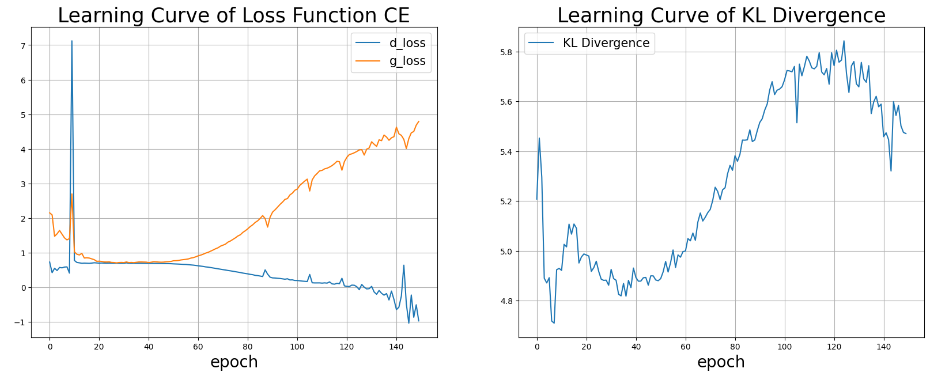 Learning Curve of Loss Function CE
d_loss
g_loss
7
6
5
4
3
2
1
0
−1
0 20 40 60 80 100 120 140
epoch
Learning Curve of KL Divergence
KL Divergence
5.8
5.6
5.4
5.2
5.0
4.8
0 20 40 60 80 100 120 140
epoch